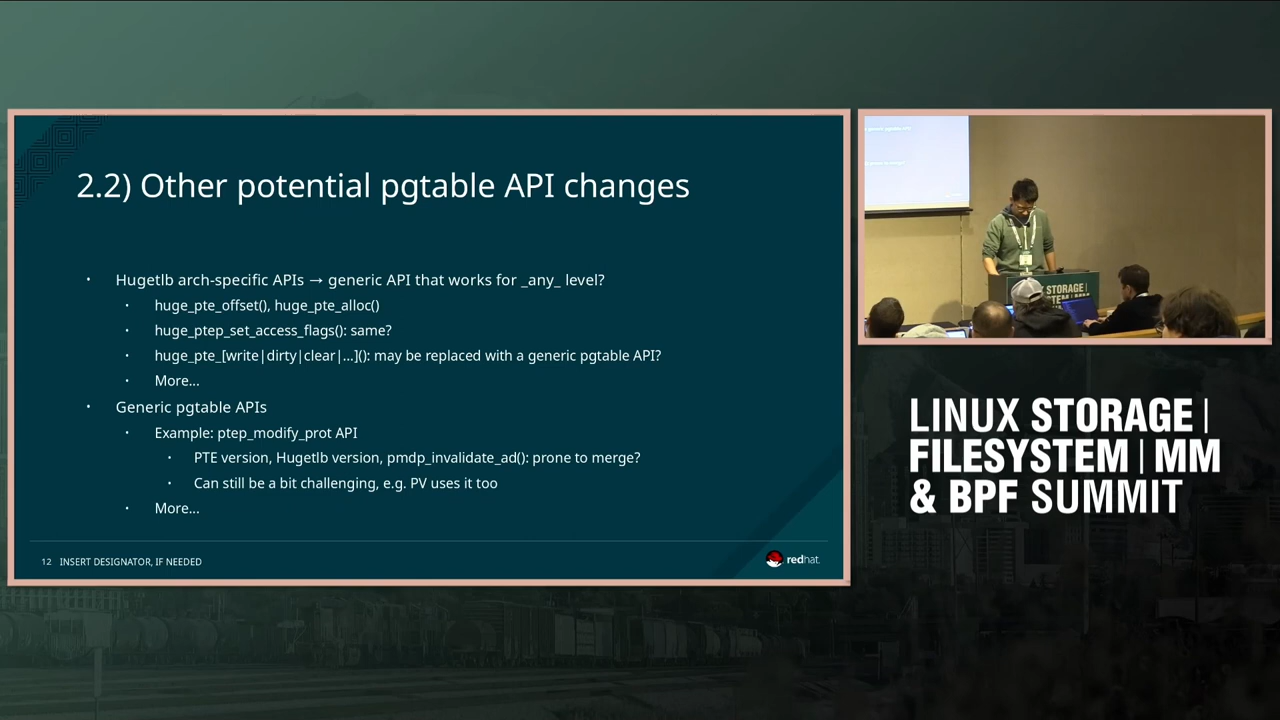 2.2) Other potential pgtable API changes
• Hugetlb arch-specific APIs → generic API that works for _any_ level?
• huge_pte_offset(), huge_pte_alloc()
• huge_ptep_set_access_flags(): same?
• huge_pte_[write|dirty|clear|...](): may be replaced with a generic pgtable API?
• More...
• Generic pgtable APIs
• Example: ptep_modify_prot API
• PTE version, Hugetlb version, pmdp_invalidate_ad(): prone to merge?
• Can still be a bit challenging, e.g. PV uses it too
• More...
12 INSERT DESIGNATOR, IF NEEDED
redhat.
STORAGE |
STEM | MM
LINUX STORAGE |
FILESYSTEM | MM
& BPF SUMMIT